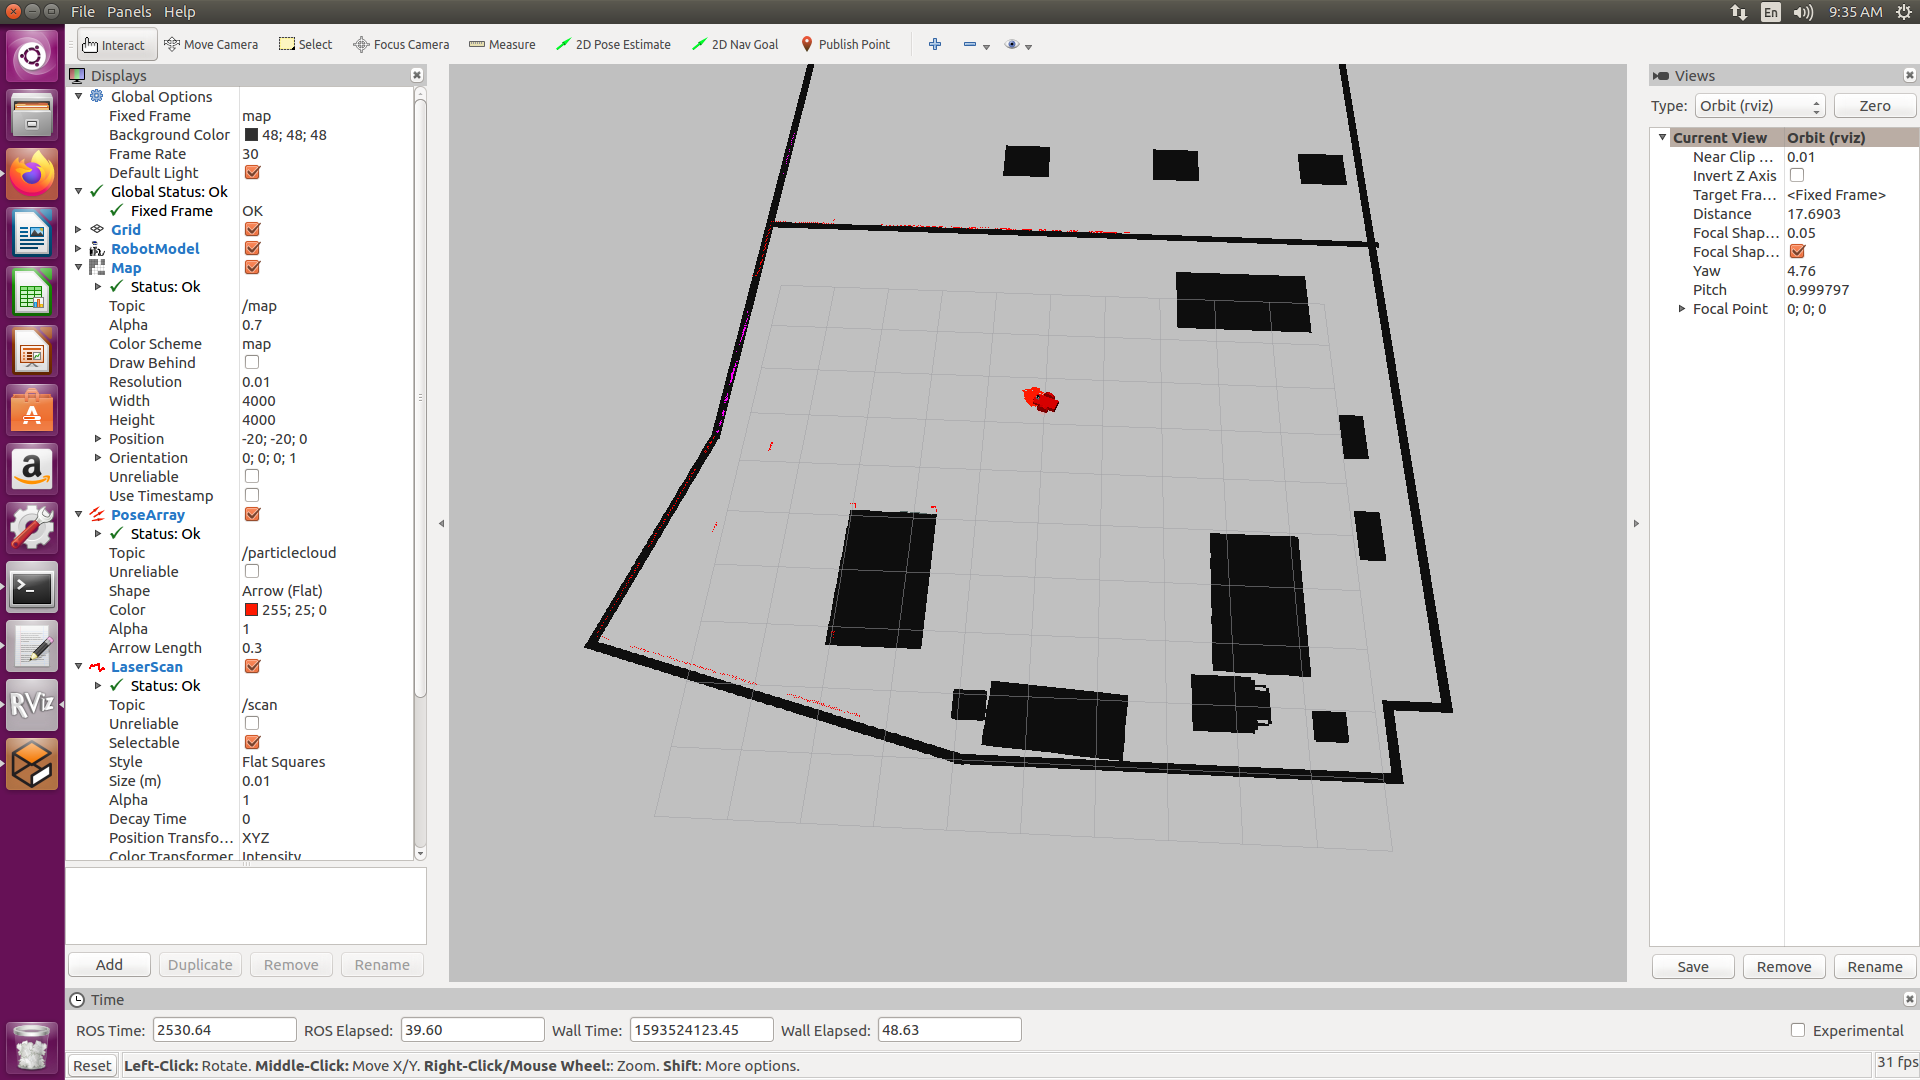 File Panels Help
En 9:35 AM
Interact Move Camera Select Focus Camera Measure 2D Pose Estimate 2D Nav Goal Publish Point
Displays
Global Options
Fixed Frame map
Background Color 48; 48; 48
Frame Rate 30
Default Light
Global Status: Ok
Fixed Frame OK
Grid
RobotModel
Map
Status: Ok
Topic /map
Alpha 0.7
Color Scheme map
Draw Behind
Resolution 0.01
Width 4000
Height 4000
Position -20; -20; 0
Orientation 0; 0; 0; 1
Unreliable
Use Timestamp
PoseArray
Status: Ok
Topic /particlecloud
Unreliable
Shape Arrow (Flat)
Color 255; 25; 0
Alpha 1
Arrow Length 0.3
LaserScan
Status: Ok
Topic /scan
Unreliable
Selectable
Style Flat Squares
Size (m) 0.01
Alpha 1
Decay Time 0
Position Transfo... XYZ
Color Transformer Intensity
Add Duplicate Remove Rename
Views
Type: Orbit (rviz) Zero
Current View Orbit (rviz)
Near Clip ... 0.01
Invert Z Axis
Target Fra... <Fixed Frame>
Distance 17.6903
Focal Shap... 0.05
Focal Shap...
Yaw 4.76
Pitch 0.999797
Focal Point 0; 0; 0
Save Remove Rename
Time
ROS Time: 2530.64 ROS Elapsed: 39.60 Wall Time: 1593524123.45 Wall Elapsed: 48.63 Experimental
Reset Left-Click: Rotate. Middle-Click: Move X/Y. Right-Click/Mouse Wheel:: Zoom. Shift: More options. 31 fps
RViz